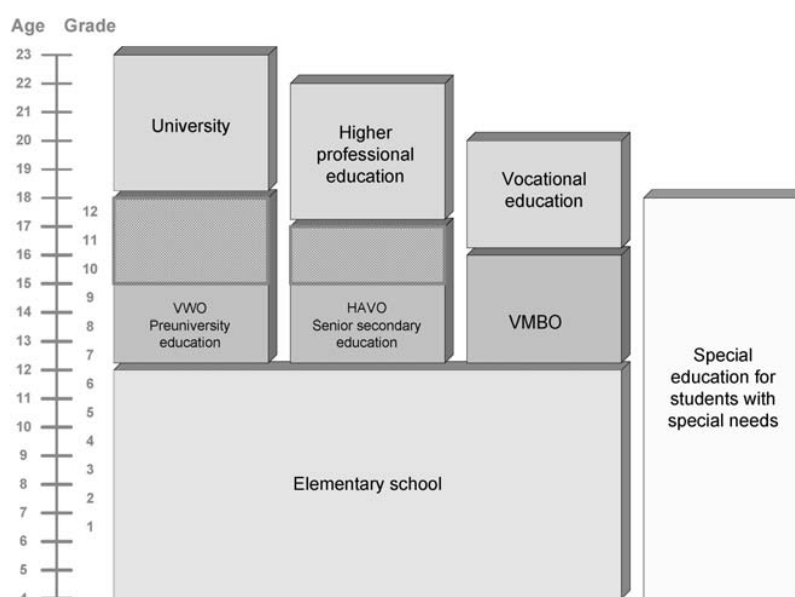 Age Grade
23
22
21
20
19
18
17
16
15
14
13
12
11
10
9
8
7
6
5
4
12
11
10
9
8
7
6
5
4
3
2
1
University
Higher
professional
education
Vocational
education
VWO
Preuniversity
education
HAVO
Senior secondary
education
VMBO
Special
education for
students with
special needs
Elementary school